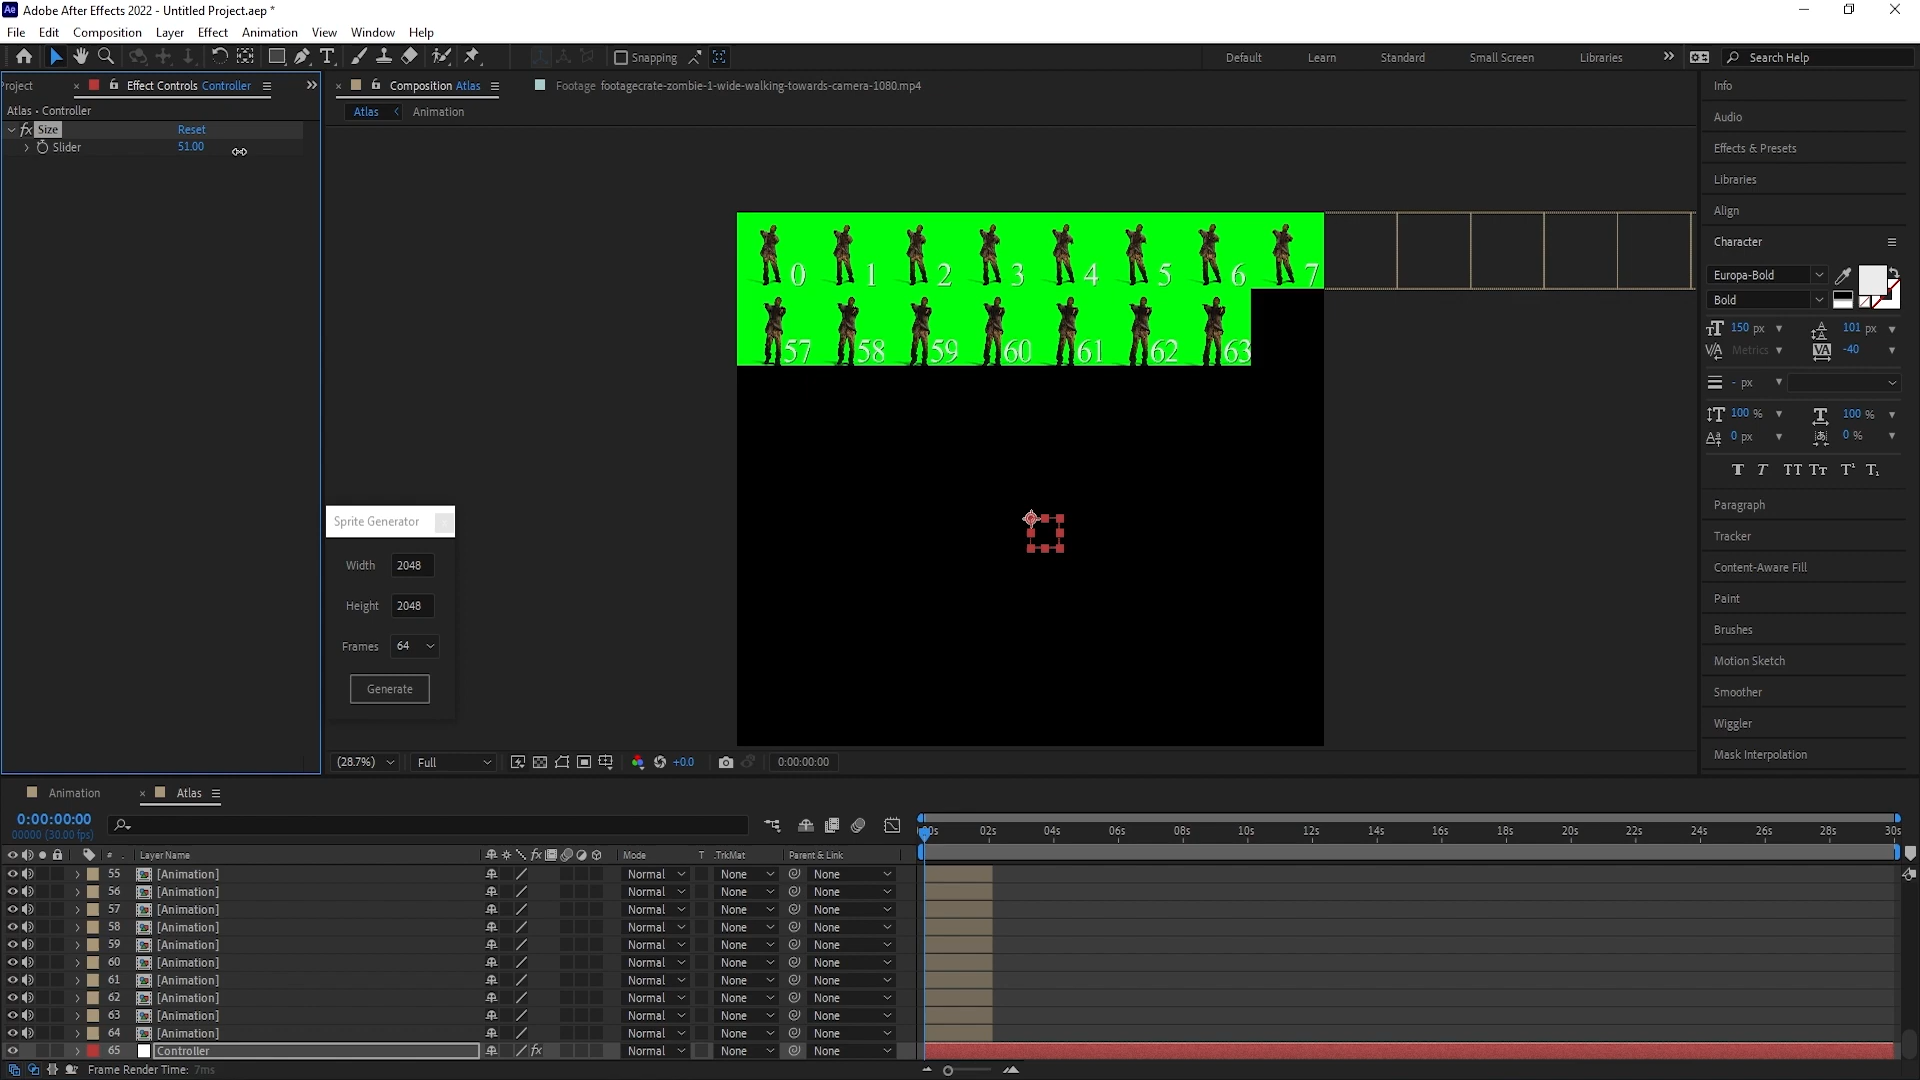 Ae Adobe After Effects 2022 - Untitled Project.aep *
File Edit Composition Layer Effect Animation View Window Help
Snapping
Default Learn Standard Small Screen Libraries Search Help
roject × Effect Controls Controller
× Composition Atlas Footage footagecrate-zombie-1-wide-walking-towards-camera-1080.mp4
Atlas • Controller
fx Size Reset
Slider 51.00
Atlas Animation
0 1 2 3 4 5 6 7
57 58 59 60 61 62 63
Sprite Generator
Width 2048
Height 2048
Frames 64
Generate
(28.7%) Full +0.0 0:00:00:00
Info
Audio
Effects & Presets
Libraries
Align
Character
Europa-Bold
Bold
150 px 101 px
Metrics -40
- px
100 % 100 %
0 px 0 %
T T TT Tt T¹ T₁
Paragraph
Tracker
Content-Aware Fill
Paint
Brushes
Motion Sketch
Smoother
Wiggler
Mask Interpolation
Animation × Atlas
0:00:00:00
00000 (30.00 fps)
00s 02s 04s 06s 08s 10s 12s 14s 16s 18s 20s 22s 24s 26s 28s 30s
# Layer Name fx Mode T .TrkMat Parent & Link
55 [Animation] Normal None None
56 [Animation] Normal None None
57 [Animation] Normal None None
58 [Animation] Normal None None
59 [Animation] Normal None None
60 [Animation] Normal None None
61 [Animation] Normal None None
62 [Animation] Normal None None
63 [Animation] Normal None None
64 [Animation] Normal None None
65 Controller fx Normal None None
Frame Render Time: 7ms